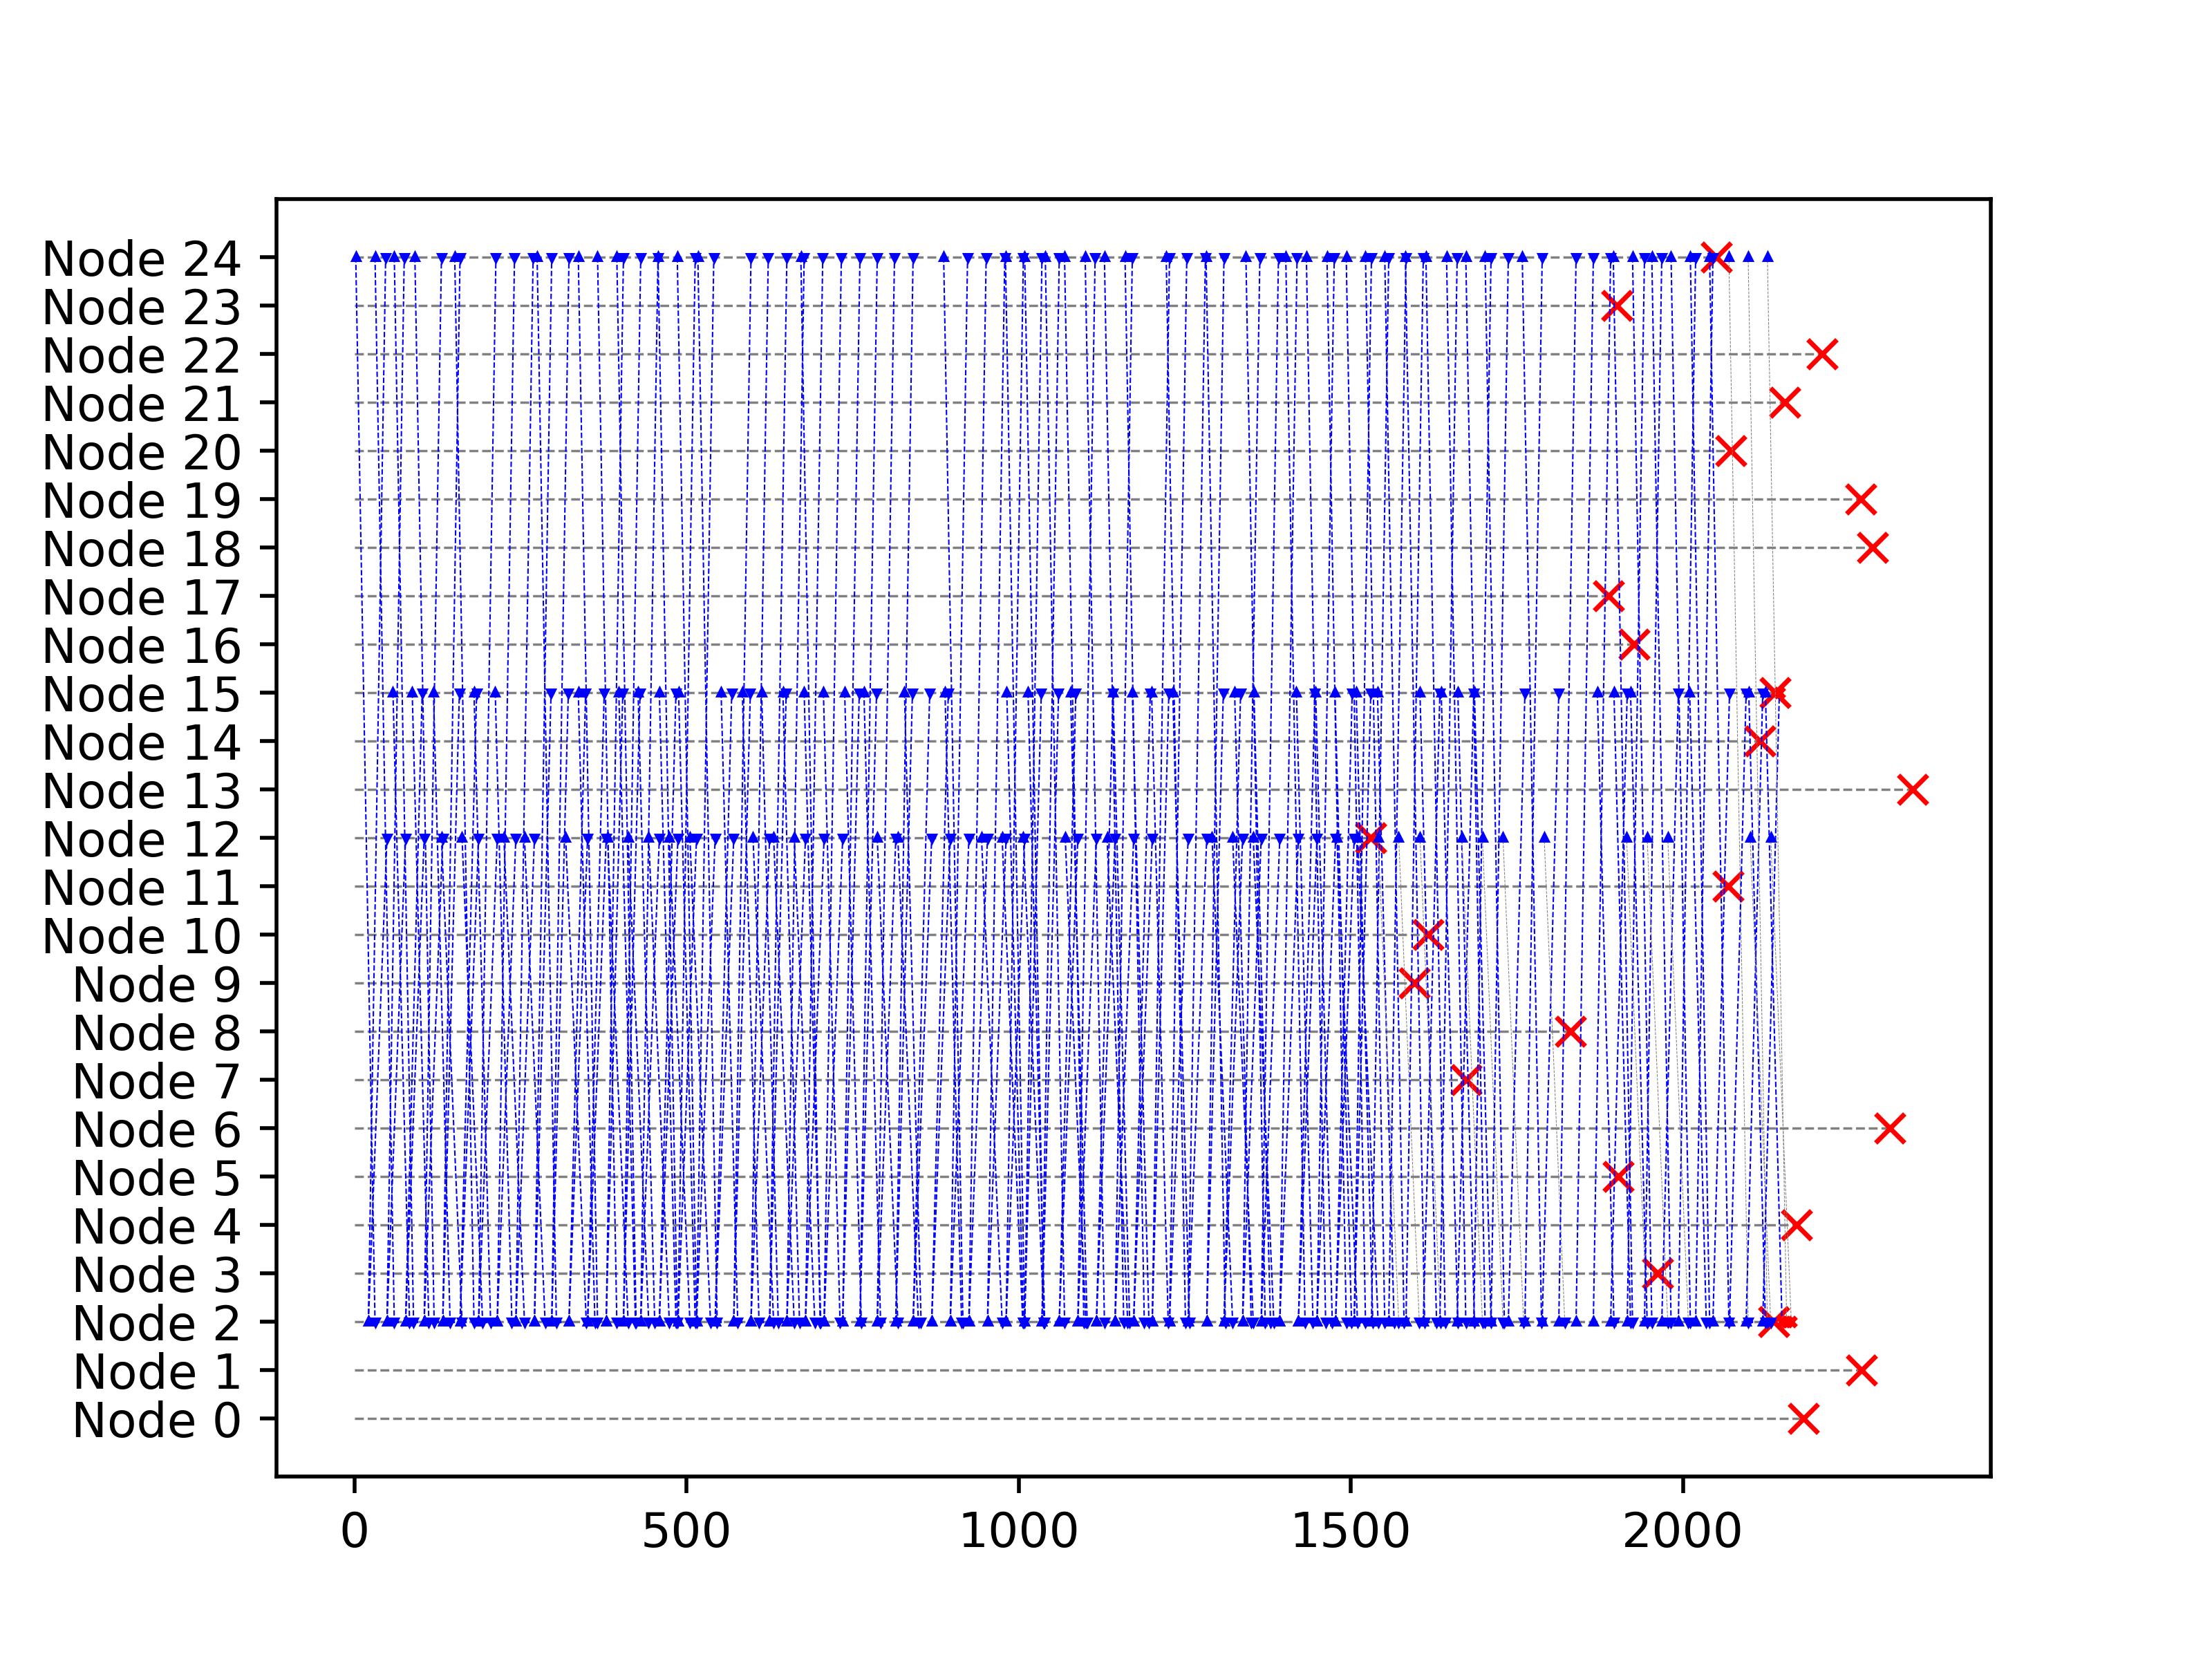 Node 24
Node 23
Node 22
Node 21
Node 20
Node 19
Node 18
Node 17
Node 16
Node 15
Node 14
Node 13
Node 12
Node 11
Node 10
Node 9
Node 8
Node 7
Node 6
Node 5
Node 4
Node 3
Node 2
Node 1
Node 0
0 500 1000 1500 2000